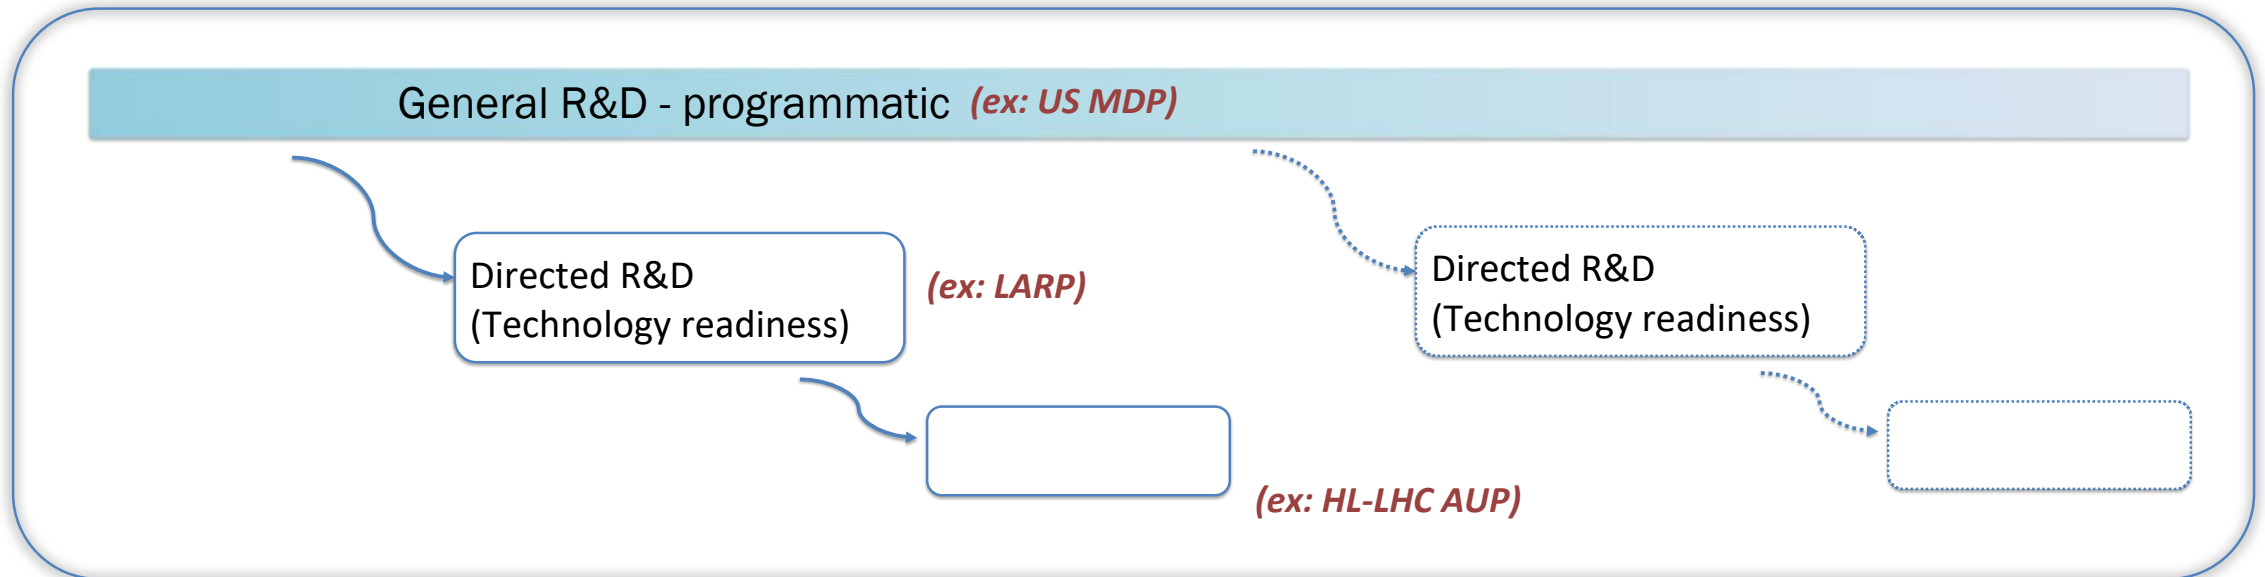 General R&D - programmatic (ex: US MDP)
Directed R&D
(Technology readiness)
(ex: LARP)
Directed R&D
(Technology readiness)
(ex: HL-LHC AUP)